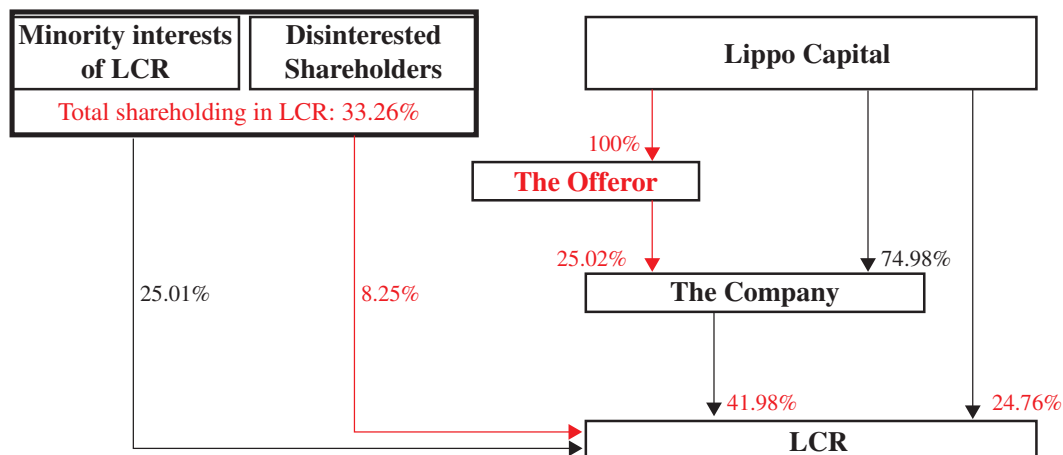 Minority interests
of LCR
Disinterested
Shareholders
Total shareholding in LCR: 33.26%
Lippo Capital
100%
The Offeror
25.02%
74.98%
The Company
25.01%
8.25%
41.98%
24.76%
LCR